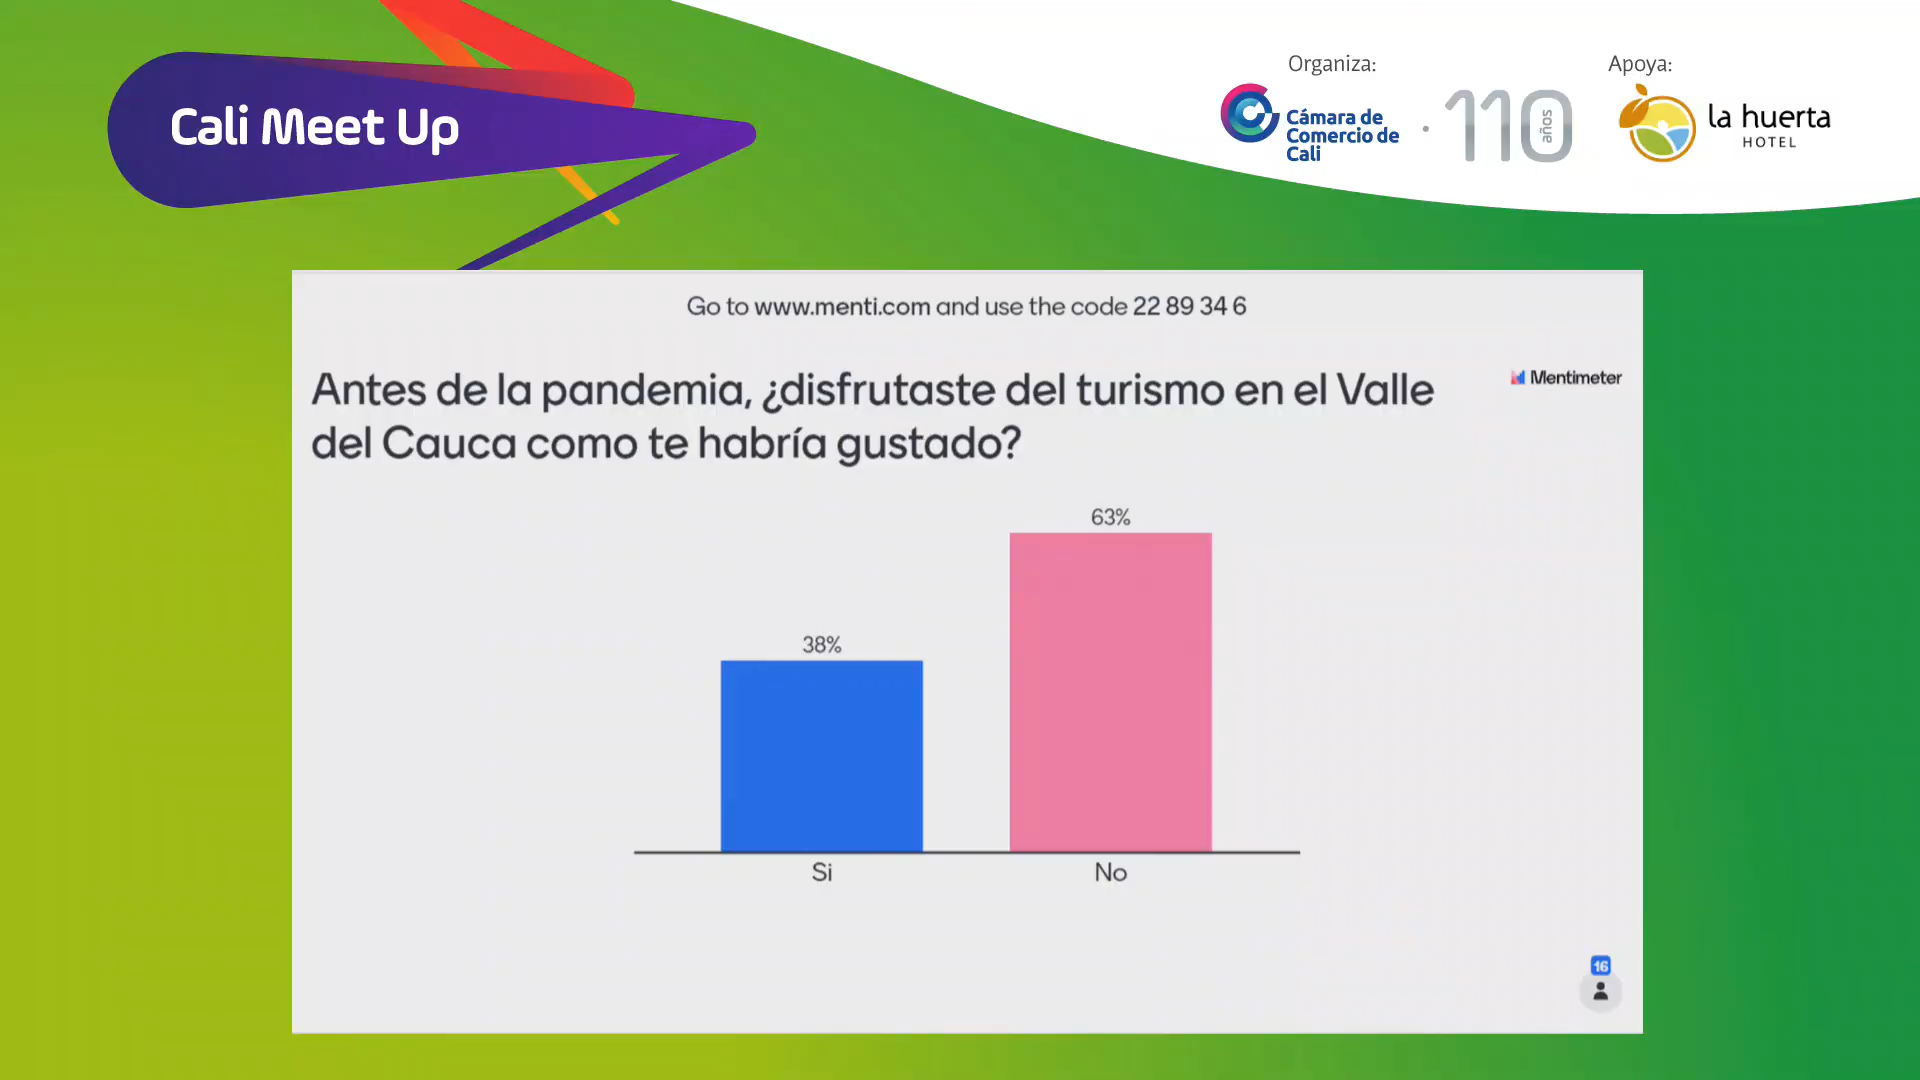 Cali Meet Up
Organiza:
Cámara de
Comercio de
Cali
110
años
Apoya:
la huerta
HOTEL
Go to www.menti.com and use the code 22 89 34 6
Antes de la pandemia, ¿disfrutaste del turismo en el Valle
del Cauca como te habría gustado?
Mentimeter
63%
38%
Si
No
16